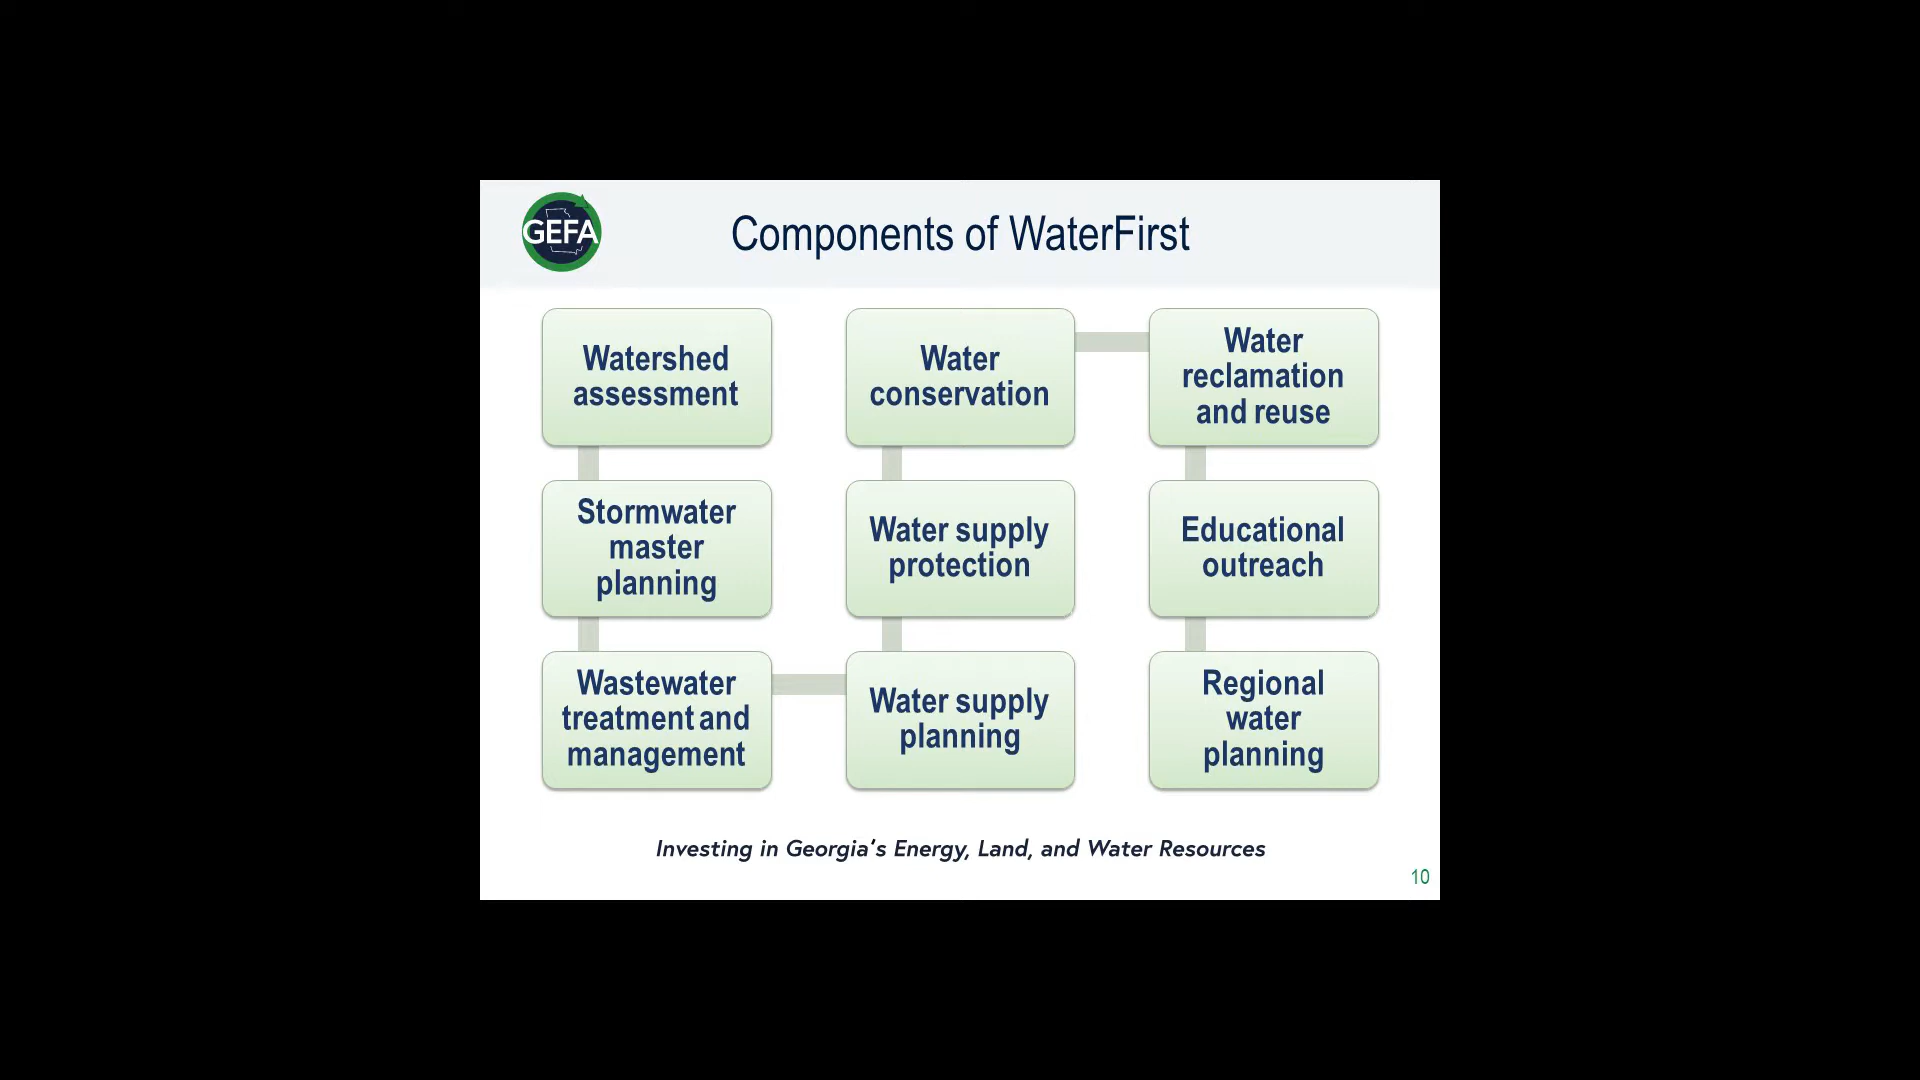 GEFA
Components of WaterFirst
Watershed
assessment
Stormwater
master
planning
Wastewater
treatment and
management
Water supply
planning
Water supply
protection
Water
conservation
Water
reclamation
and reuse
Educational
outreach
Regional
water
planning
Investing in Georgia's Energy, Land, and Water Resources
10